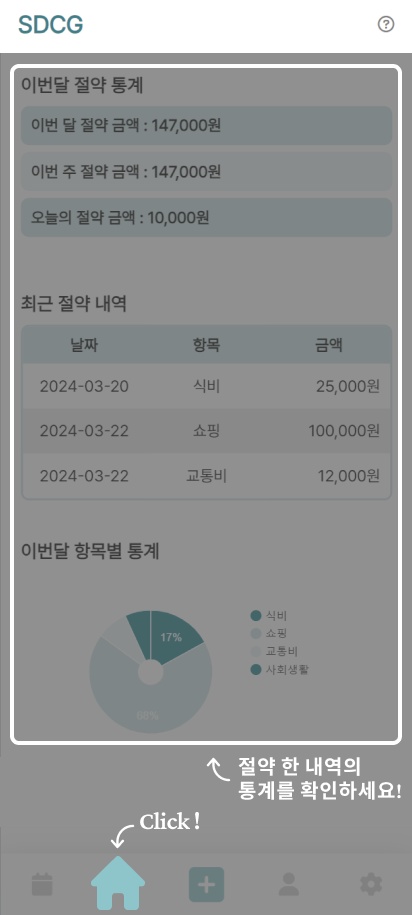 SDCG
이번달 절약 통계
이번 달 절약 금액 : 147,000원
이번 주 절약 금액 : 147,000원
오늘의 절약 금액 : 10,000원
최근 절약 내역
날짜 항목 금액
2024-03-20 식비 25,000원
2024-03-22 쇼핑 100,000원
2024-03-22 교통비 12,000원
이번달 항목별 통계
17%
68%
식비
쇼핑
교통비
사회생활
절약 한 내역의
통계를 확인하세요!
Click !